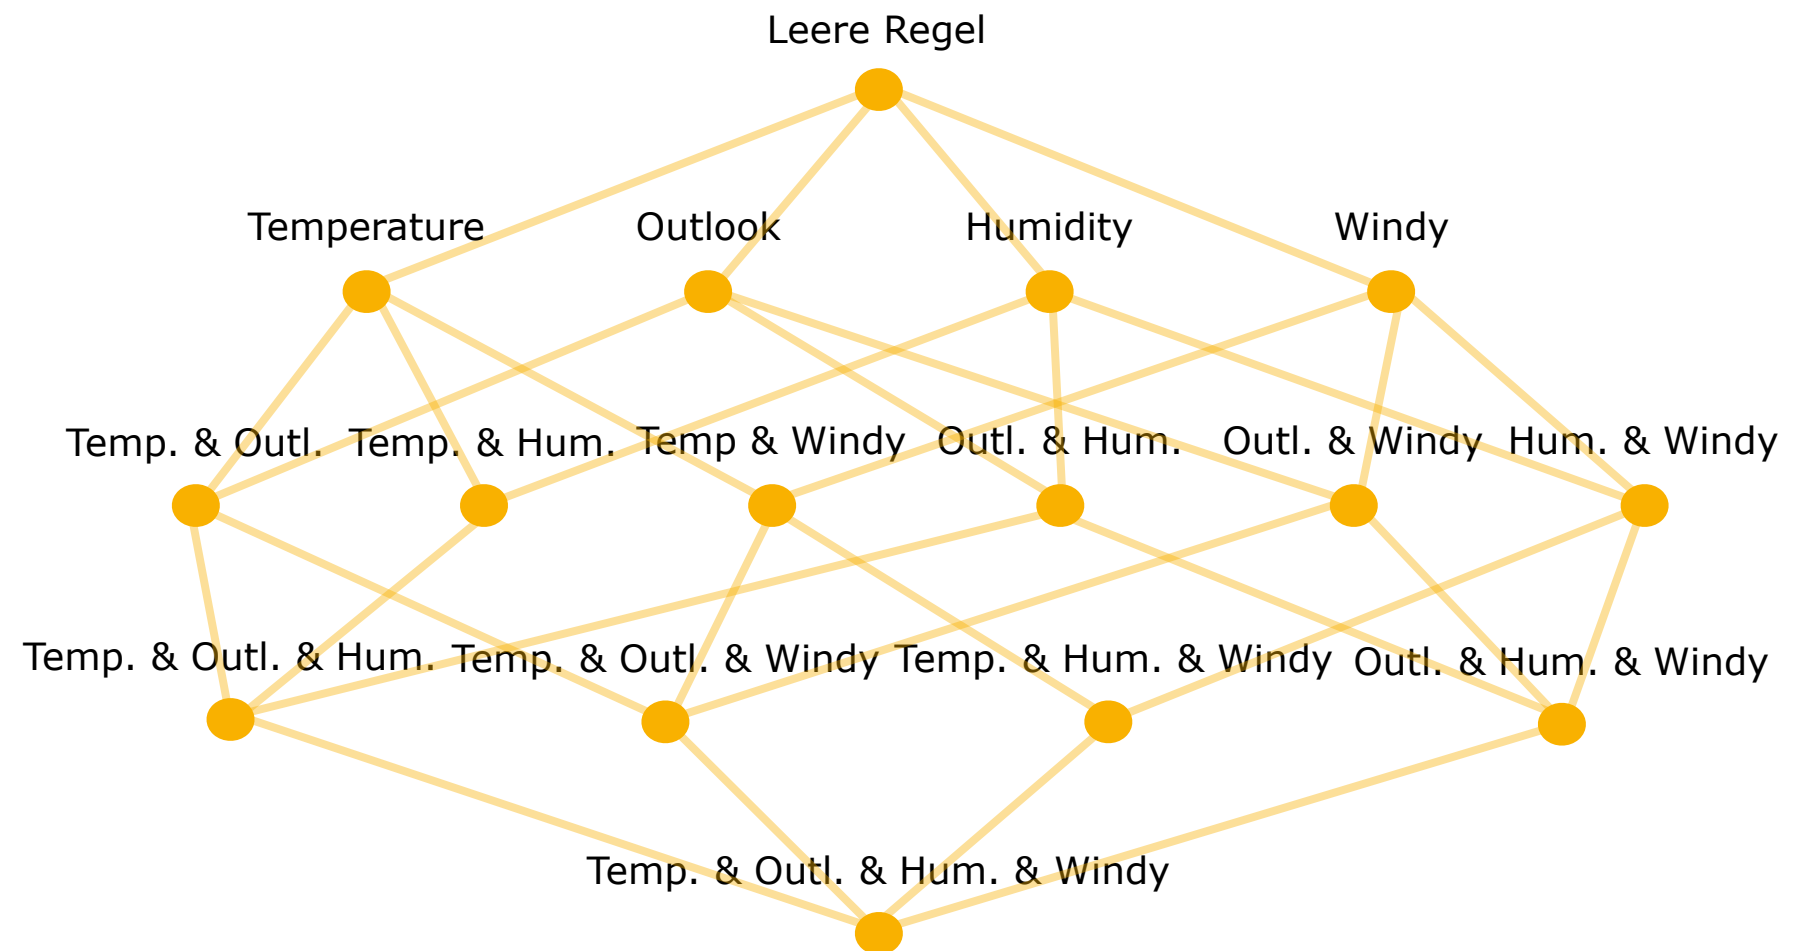 Leere Regel
Temperature
Outlook
Humidity
Windy
Temp. & Outl.
Temp. & Hum.
Temp & Windy
Outl. & Hum.
Outl. & Windy
Hum. & Windy
Temp. & Outl. & Hum.
Temp. & Outl. & Windy
Temp. & Hum. & Windy
Outl. & Hum. & Windy
Temp. & Outl. & Hum. & Windy